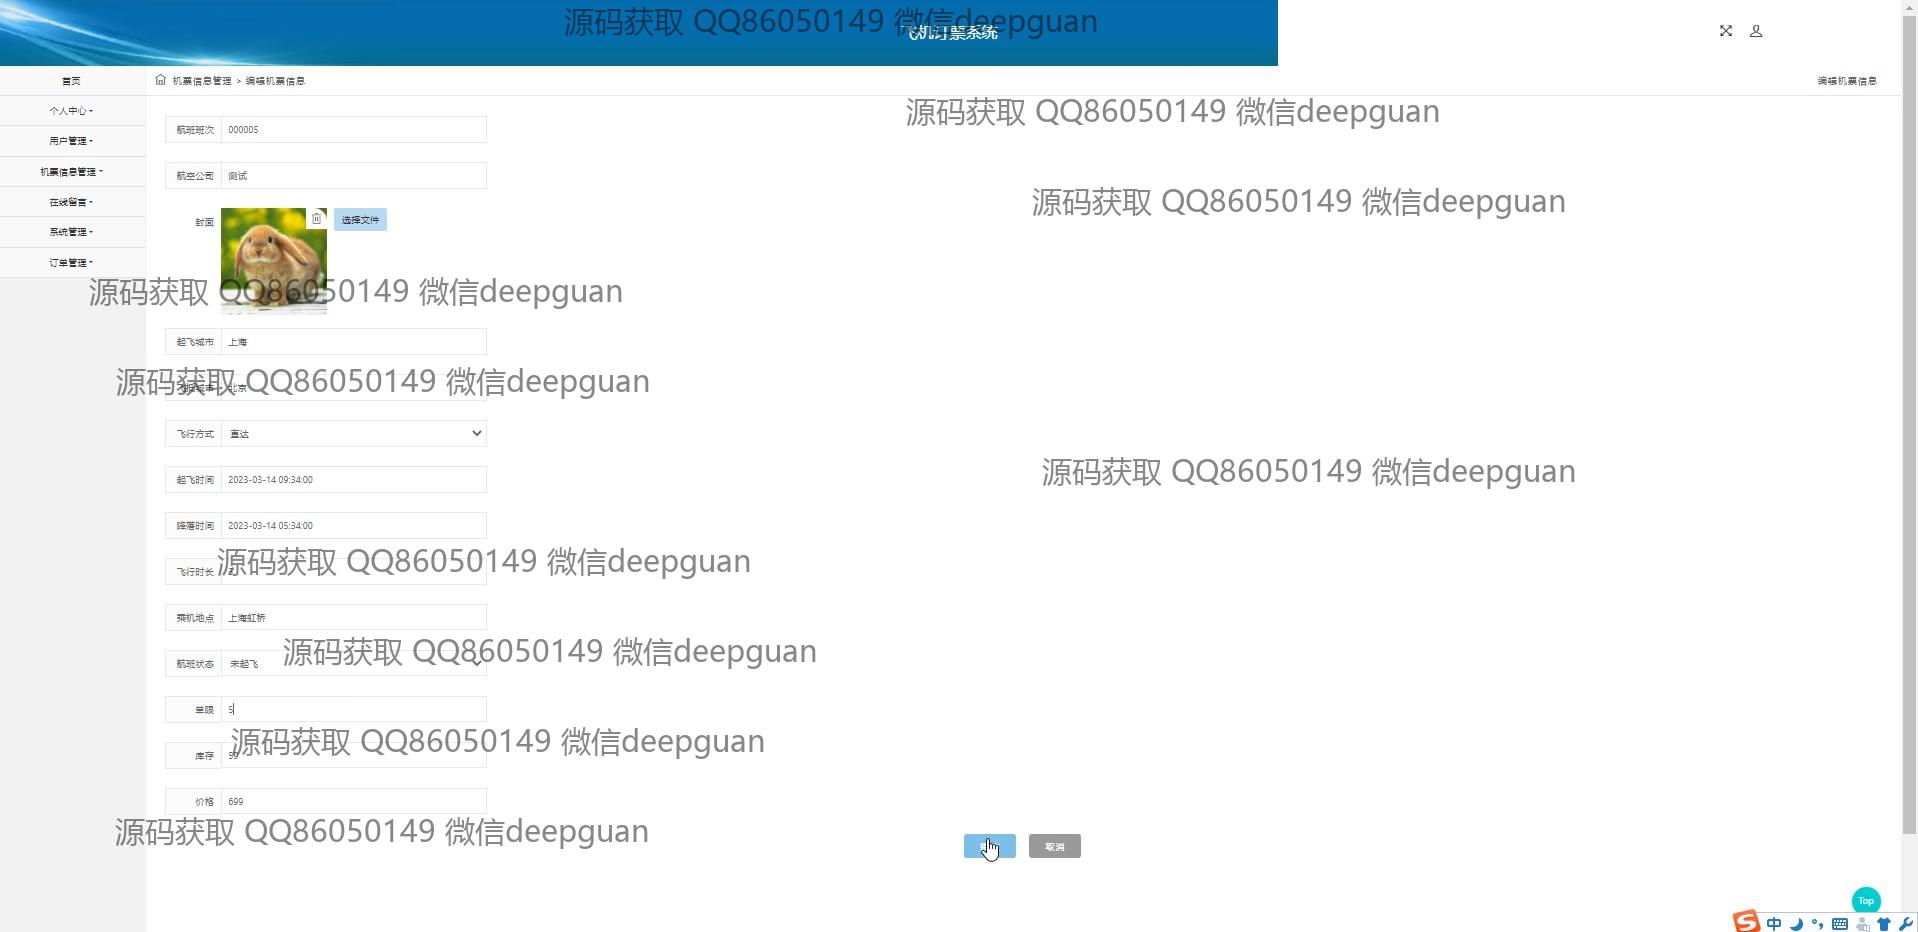 源码获取 QQ86050149 微信deepguan
飞机订票系统
首页
机票信息管理 > 编辑机票信息
编辑机票信息
个人中心
用户管理
机票信息管理
在线留言
系统管理
订单管理
源码获取 QQ86050149 微信deepguan
航班班次 000005
航空公司 测试
源码获取 QQ86050149 微信deepguan
封面 选择文件
源码获取 QQ86050149 微信deepguan
起飞城市 上海
源码获取 QQ86050149 微信deepguan
北京
飞行方式 直达
源码获取 QQ86050149 微信deepguan
起飞时间 2023-03-14 09:34:00
降落时间 2023-03-14 05:34:00
源码获取 QQ86050149 微信deepguan
飞行时长
乘机地点 上海虹桥
源码获取 QQ86050149 微信deepguan
航班状态 未起飞
单限 5
源码获取 QQ86050149 微信deepguan
库存
价格 699
源码获取 QQ86050149 微信deepguan
取消
Top
中